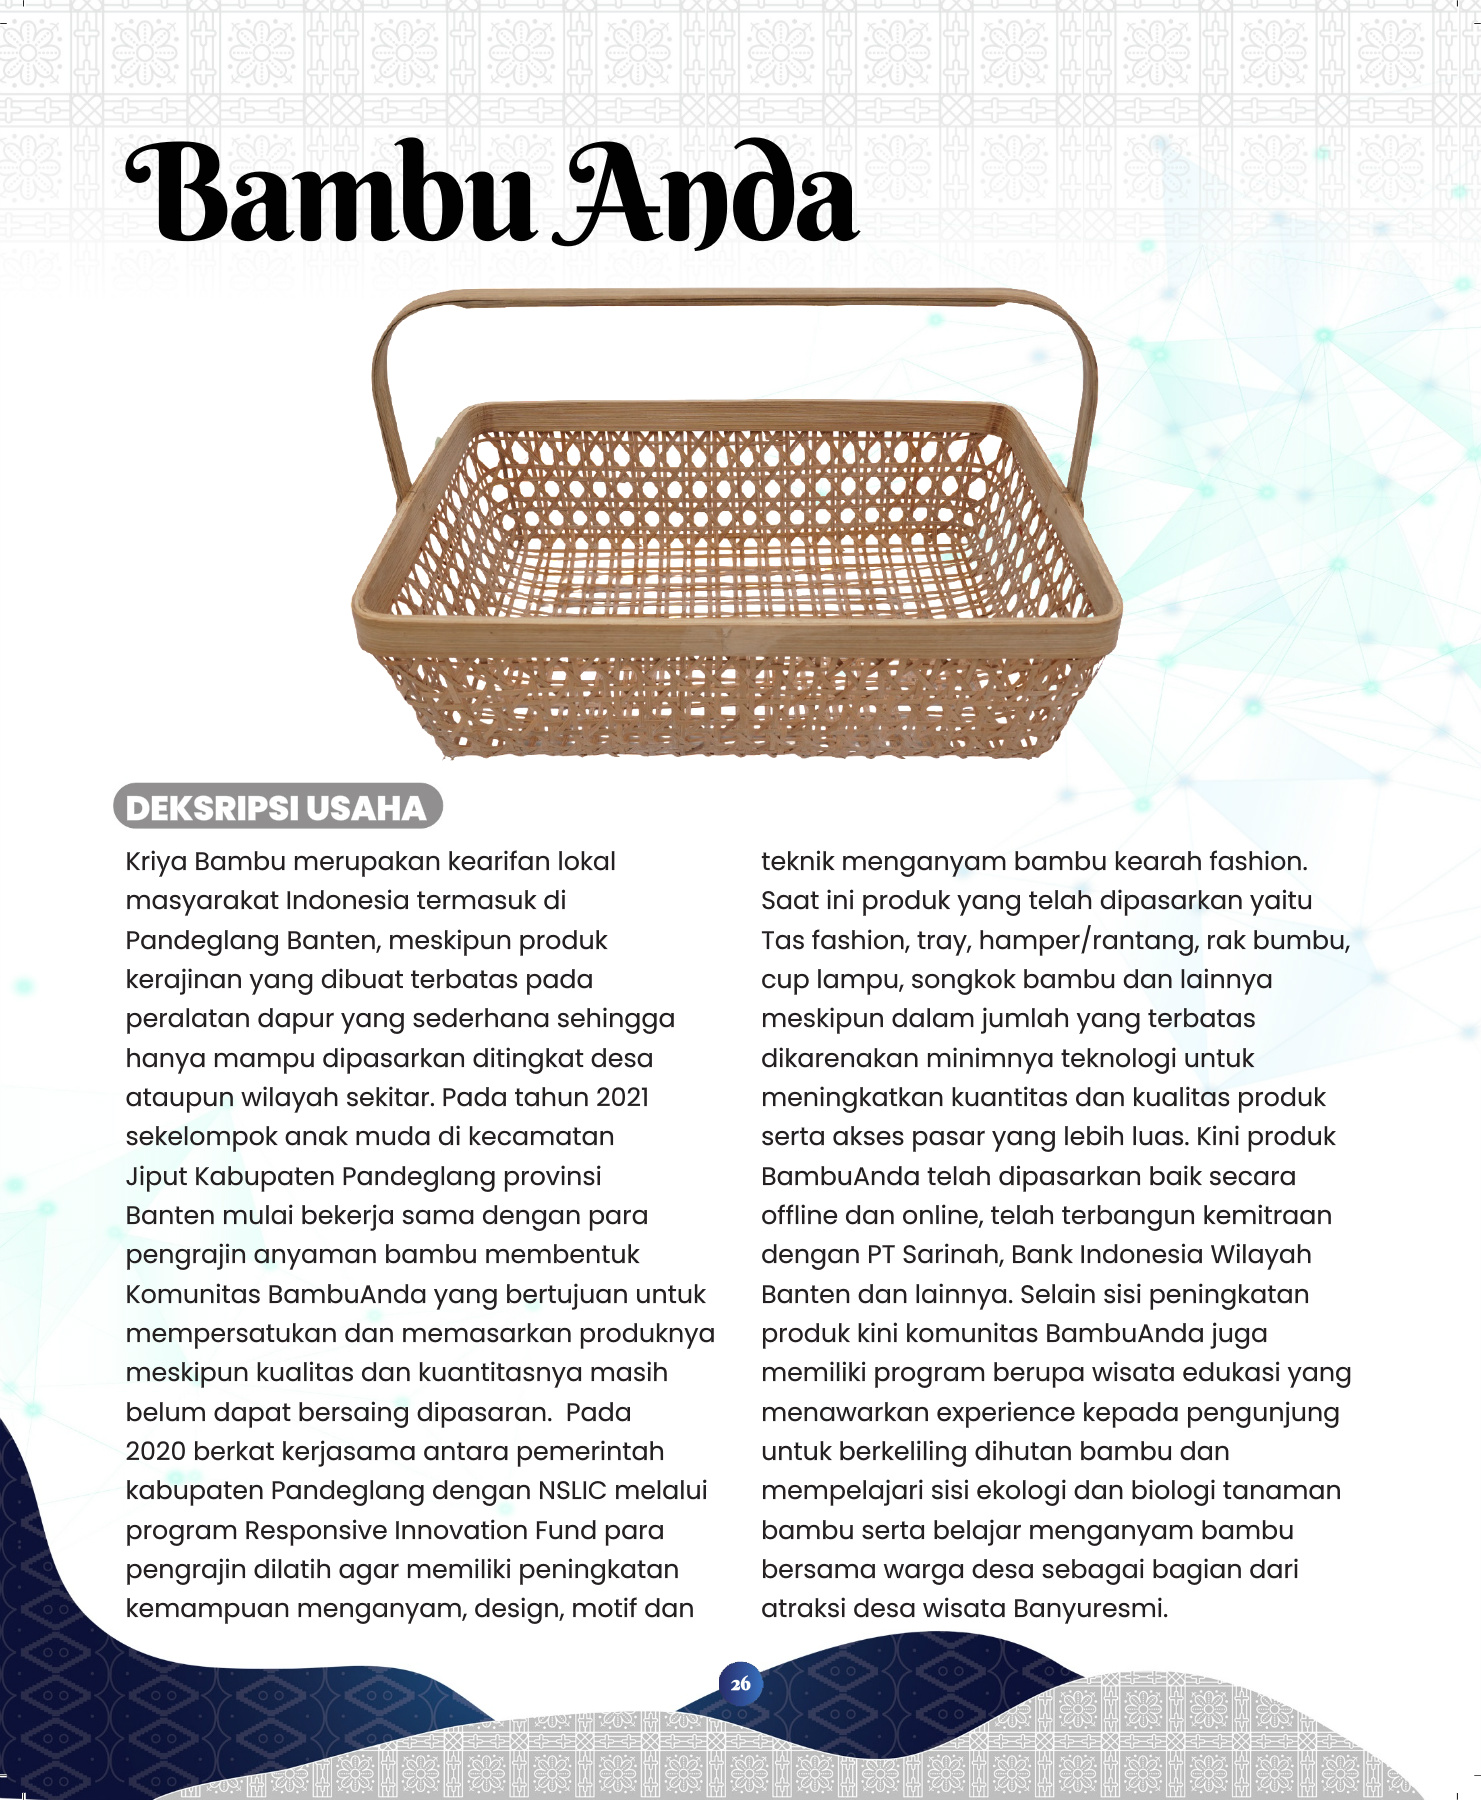 Bambu Anda
DEKSRIPSI USAHA
Kriya Bambu merupakan kearifan lokal
masyarakat Indonesia termasuk di
Pandeglang Banten, meskipun produk
kerajinan yang dibuat terbatas pada
peralatan dapur yang sederhana sehingga
hanya mampu dipasarkan ditingkat desa
ataupun wilayah sekitar. Pada tahun 2021
sekelompok anak muda di kecamatan
Jiput Kabupaten Pandeglang provinsi
Banten mulai bekerja sama dengan para
pengrajin anyaman bambu membentuk
Komunitas BambuAnda yang bertujuan untuk
mempersatukan dan memasarkan produknya
meskipun kualitas dan kuantitasnya masih
belum dapat bersaing dipasaran.  Pada
2020 berkat kerjasama antara pemerintah
kabupaten Pandeglang dengan NSLIC melalui
program Responsive Innovation Fund para
pengrajin dilatih agar memiliki peningkatan
kemampuan menganyam, design, motif dan
teknik menganyam bambu kearah fashion.
Saat ini produk yang telah dipasarkan yaitu
Tas fashion, tray, hamper/rantang, rak bumbu,
cup lampu, songkok bambu dan lainnya
meskipun dalam jumlah yang terbatas
dikarenakan minimnya teknologi untuk
meningkatkan kuantitas dan kualitas produk
serta akses pasar yang lebih luas. Kini produk
BambuAnda telah dipasarkan baik secara
offline dan online, telah terbangun kemitraan
dengan PT Sarinah, Bank Indonesia Wilayah
Banten dan lainnya. Selain sisi peningkatan
produk kini komunitas BambuAnda juga
memiliki program berupa wisata edukasi yang
menawarkan experience kepada pengunjung
untuk berkeliling dihutan bambu dan
mempelajari sisi ekologi dan biologi tanaman
bambu serta belajar menganyam bambu
bersama warga desa sebagai bagian dari
atraksi desa wisata Banyuresmi.
26